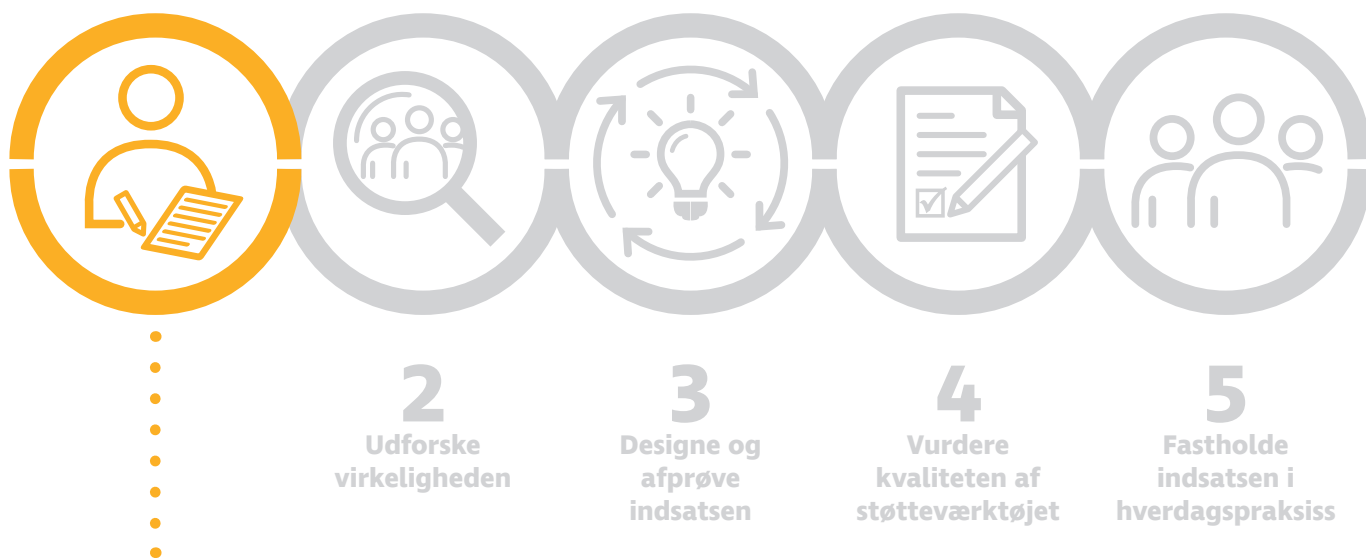 2
Udforske
virkeligheden
3
Designe og
afprøve
indsatsen
4
Vurdere
kvaliteten af
støtteværktøjet
5
Fastholde
indsatsen i
hverdagspraksiss